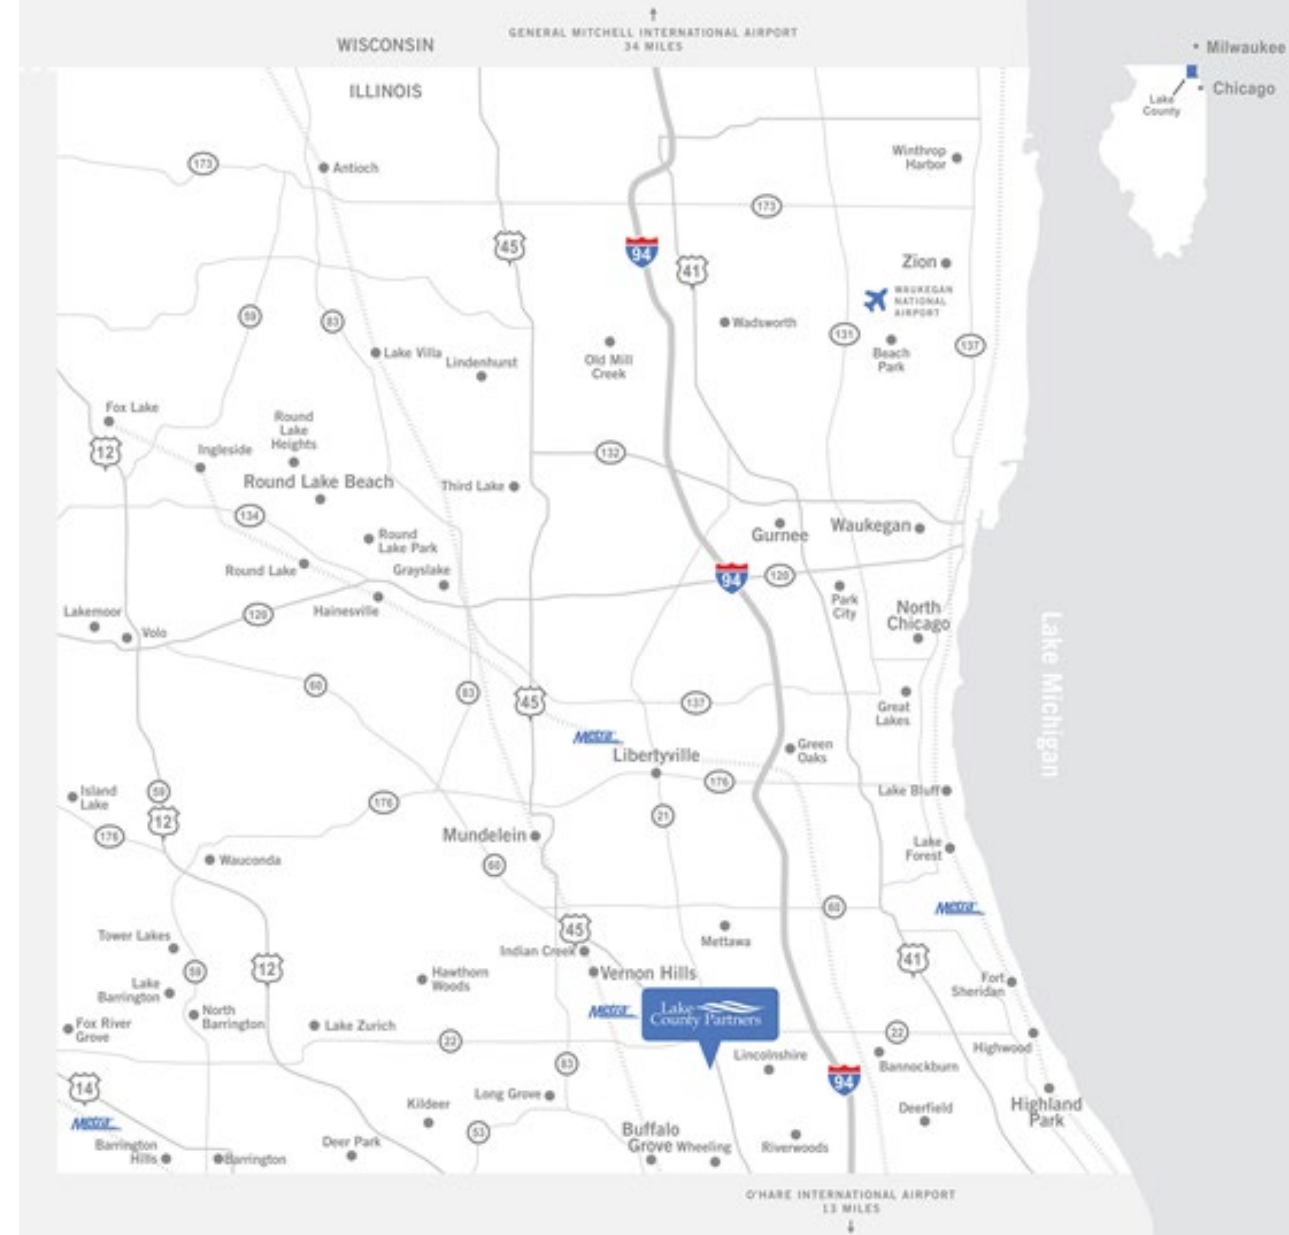 GENERAL MITCHELL INTERNATIONAL AIRPORT
34 MILES
WISCONSIN
ILLINOIS
Milwaukee
Chicago
Lake
County
Winthrop
Harbor
173
Antioch
173
45
94
41
Zion
WAUKEGAN
NATIONAL
AIRPORT
59
83
Wadsworth
131
137
Beach
Park
Lake Villa
Lindenhurst
Old Mill
Creek
Fox Lake
12
Ingleside
Round
Lake
Heights
132
Round Lake Beach
Third Lake
134
Round
Lake Park
Gurnee
Waukegan
Round Lake
Grayslake
94
120
Park
City
North
Chicago
Lakemoor
Volo
120
Hainesville
Lake Michigan
60
83
45
137
Great
Lakes
Metra
Libertyville
Green
Oaks
176
Lake Bluff
Island
Lake
59
12
176
176
21
Mundelein
Lake
Forest
Wauconda
60
60
Metra
45
Mettawa
41
Tower Lakes
Indian Creek
59
12
Hawthorn
Woods
Vernon Hills
Fort
Sheridan
Lake
Barrington
North
Barrington
Metra
Lake
County Partners
Fox River
Grove
Lake Zurich
22
22
Highwood
Lincolnshire
Bannockburn
83
94
14
Long Grove
Kildeer
Deerfield
Highland
Park
Metra
53
Buffalo
Grove
Wheeling
Riverwoods
Barrington
Hills
Barrington
Deer Park
O'HARE INTERNATIONAL AIRPORT
13 MILES